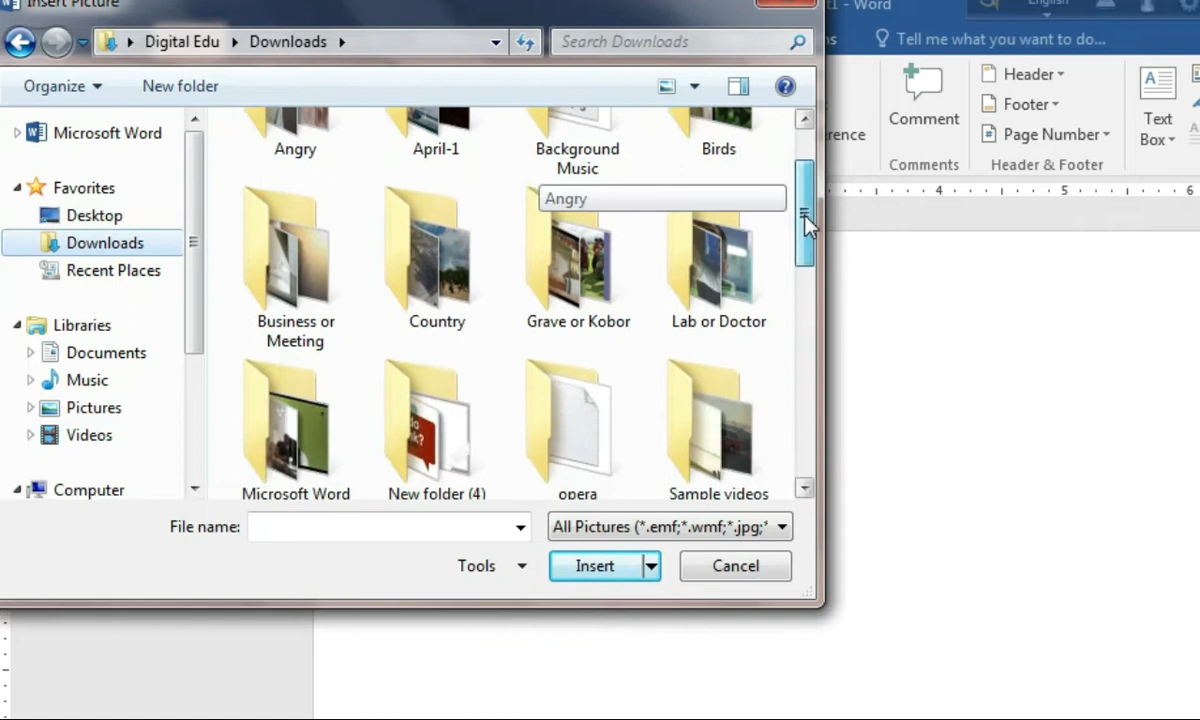 Insert Picture
1 - Word
English
Digital Edu
Downloads
Search Downloads
Tell me what you want to do...
Organize
New folder
Microsoft Word
Favorites
Desktop
Downloads
Recent Places
Libraries
Documents
Music
Pictures
Videos
Computer
Angry
April-1
Background
Music
Birds
Angry
Business or
Meeting
Country
Grave or Kobor
Lab or Doctor
Microsoft Word
New folder (4)
opera
Sample videos
File name:
All Pictures (*.emf;*.wmf;*.jpg;*
Tools
Insert
Cancel
Comment
Comments
Header
Footer
Page Number
Header & Footer
Text
Box
4
5
6